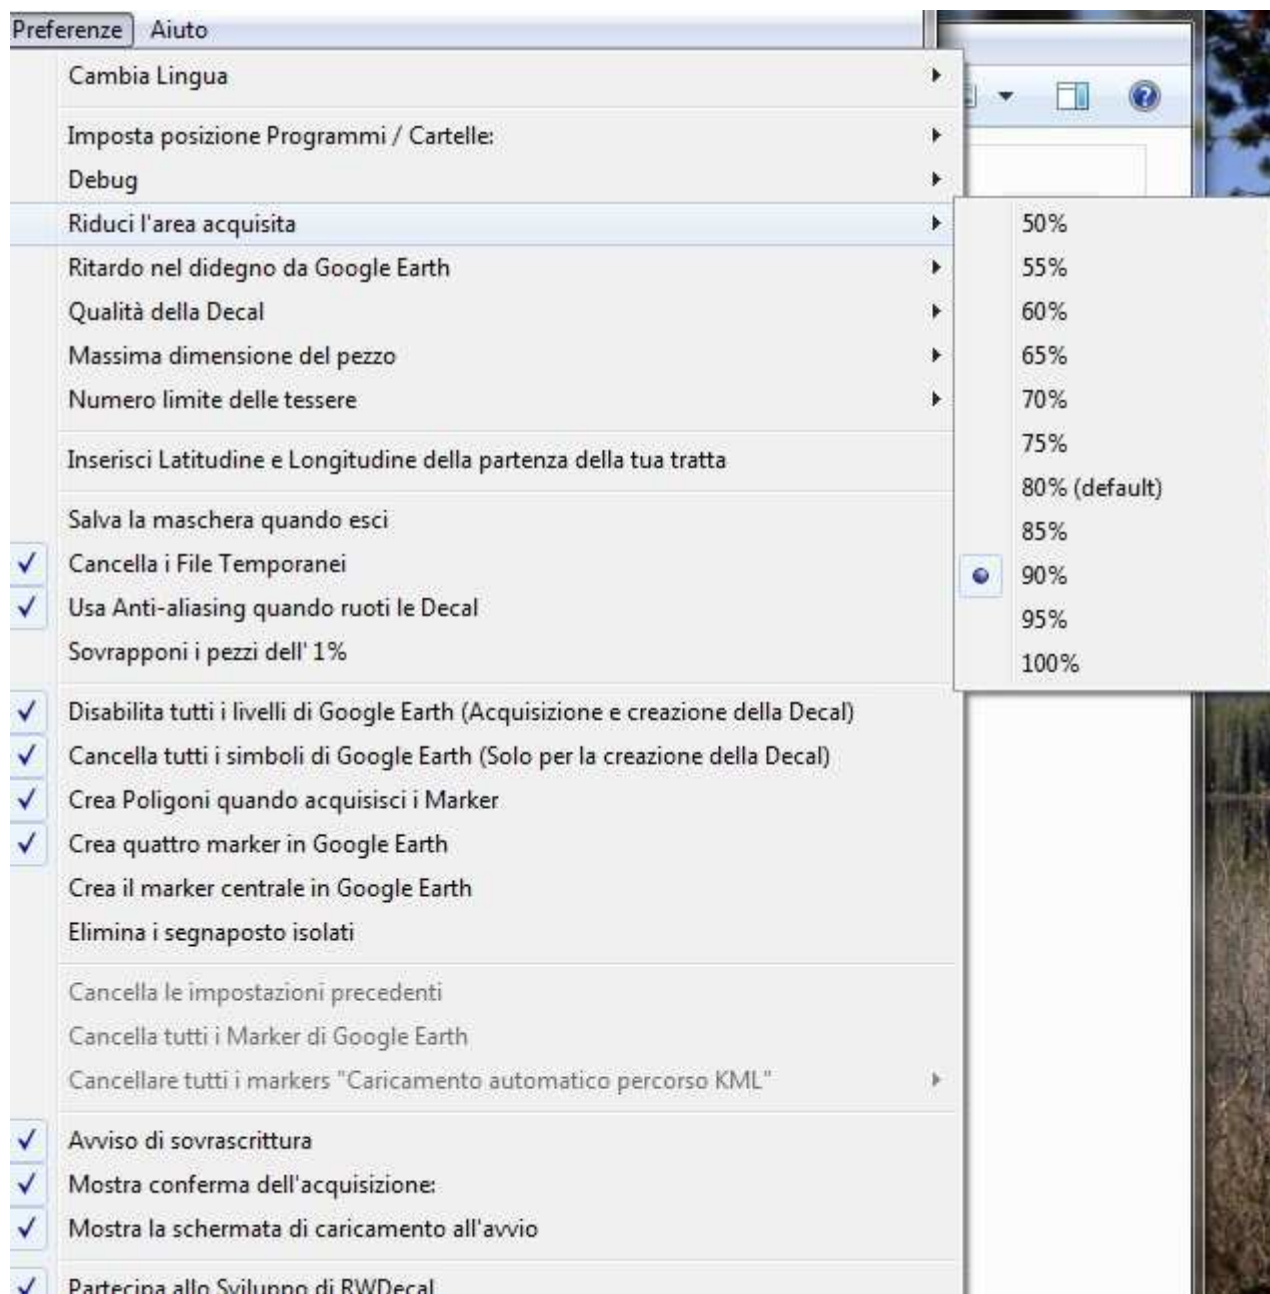 Preferenze Aiuto
Cambia Lingua
Imposta posizione Programmi / Cartelle:
Debug
Riduci l'area acquisita
Ritardo nel didegno da Google Earth
Qualità della Decal
Massima dimensione del pezzo
Numero limite delle tessere
Inserisci Latitudine e Longitudine della partenza della tua tratta
Salva la maschera quando esci
Cancella i File Temporanei
Usa Anti-aliasing quando ruoti le Decal
Sovrapponi i pezzi dell' 1%
Disabilita tutti i livelli di Google Earth (Acquisizione e creazione della Decal)
Cancella tutti i simboli di Google Earth (Solo per la creazione della Decal)
Crea Poligoni quando acquisisci i Marker
Crea quattro marker in Google Earth
Crea il marker centrale in Google Earth
Elimina i segnaposto isolati
Cancella le impostazioni precedenti
Cancella tutti i Marker di Google Earth
Cancellare tutti i markers "Caricamento automatico percorso KML"
Avviso di sovrascrittura
Mostra conferma dell'acquisizione:
Mostra la schermata di caricamento all'avvio
Partecipa allo Sviluppo di RWDecal
50%
55%
60%
65%
70%
75%
80% (default)
85%
90%
95%
100%